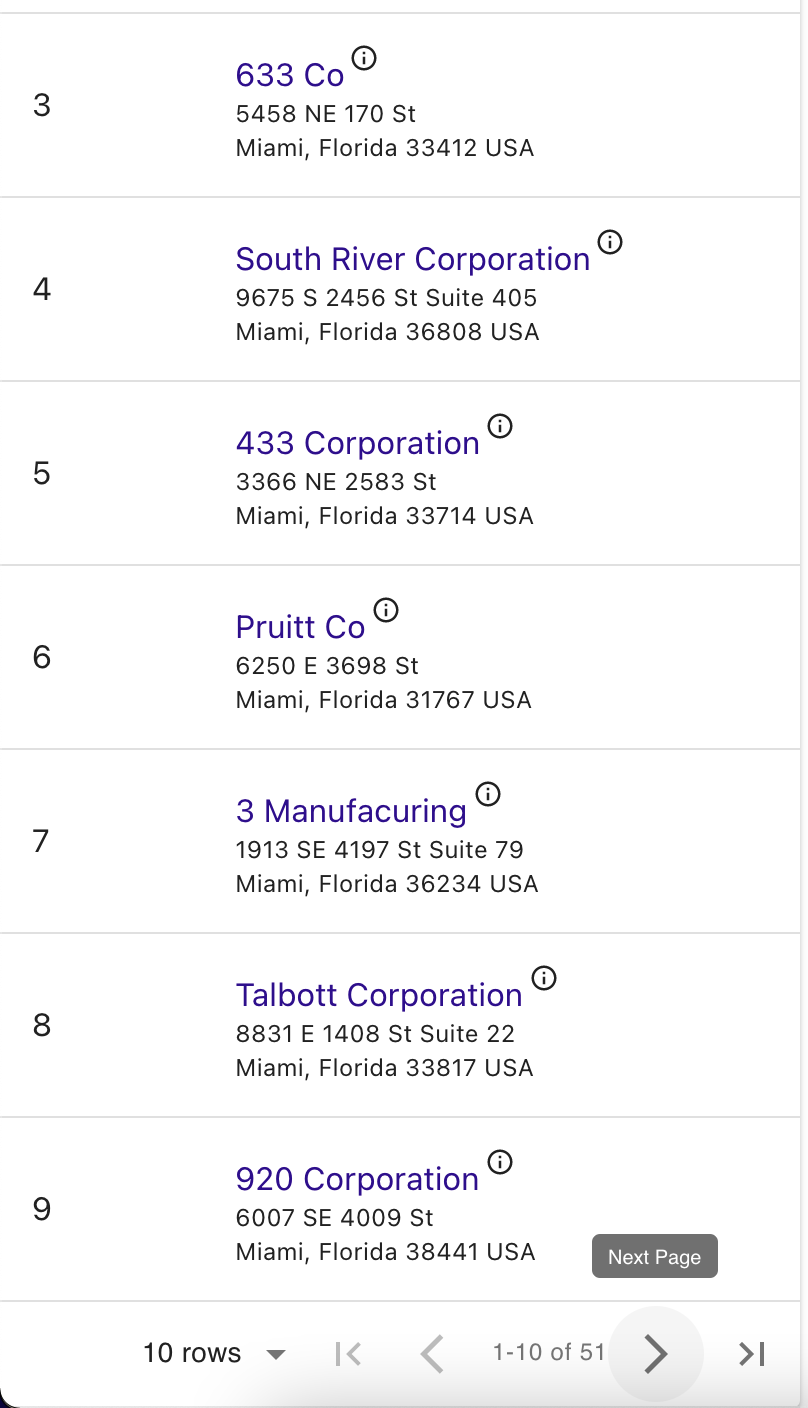 3
633 Co
5458 NE 170 St
Miami, Florida 33412 USA
4
South River Corporation
9675 S 2456 St Suite 405
Miami, Florida 36808 USA
5
433 Corporation
3366 NE 2583 St
Miami, Florida 33714 USA
6
Pruitt Co
6250 E 3698 St
Miami, Florida 31767 USA
7
3 Manufacuring
1913 SE 4197 St Suite 79
Miami, Florida 36234 USA
8
Talbott Corporation
8831 E 1408 St Suite 22
Miami, Florida 33817 USA
9
920 Corporation
6007 SE 4009 St
Miami, Florida 38441 USA
Next Page
10 rows 1-10 of 51